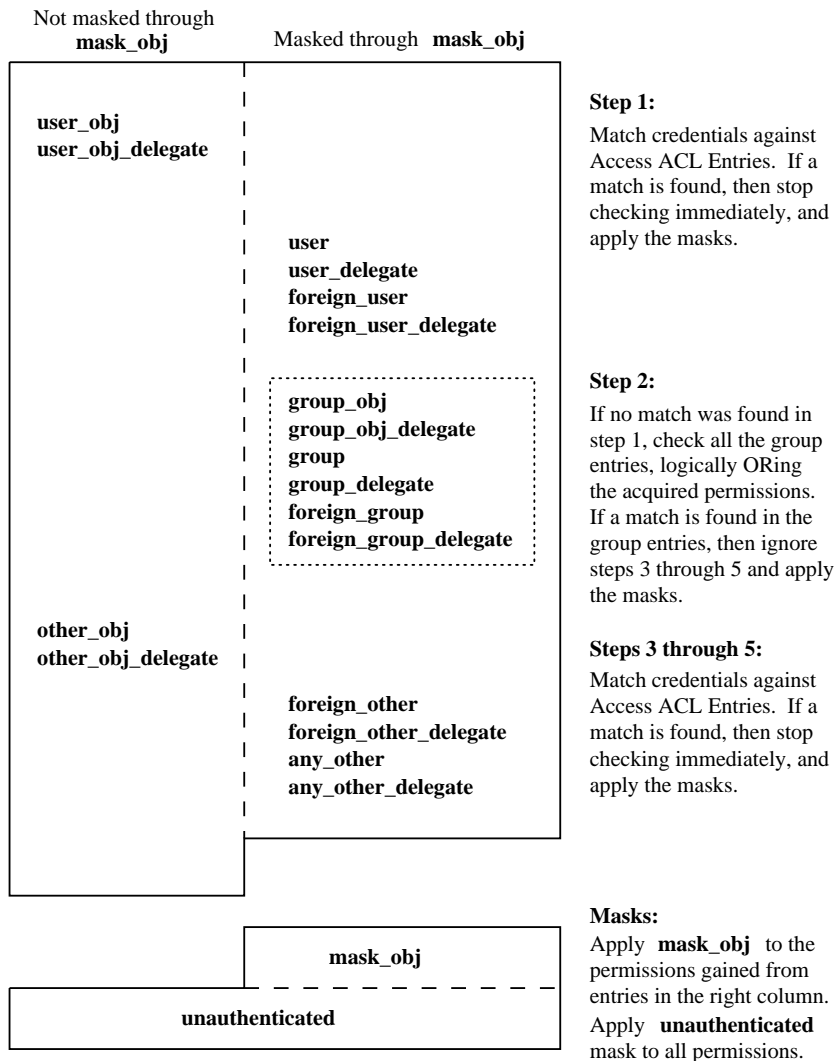 Not masked through
mask_obj
Masked through mask_obj
user_obj
user_obj_delegate
user
user_delegate
foreign_user
foreign_user_delegate
group_obj
group_obj_delegate
group
group_delegate
foreign_group
foreign_group_delegate
other_obj
other_obj_delegate
foreign_other
foreign_other_delegate
any_other
any_other_delegate
mask_obj
unauthenticated
Step 1:
Match credentials against
Access ACL Entries. If a
match is found, then stop
checking immediately, and
apply the masks.
Step 2:
If no match was found in
step 1, check all the group
entries, logically ORing
the acquired permissions.
If a match is found in the
group entries, then ignore
steps 3 through 5 and apply
the masks.
Steps 3 through 5:
Match credentials against
Access ACL Entries. If a
match is found, then stop
checking immediately, and
apply the masks.
Masks:
Apply mask_obj to the
permissions gained from
entries in the right column.
Apply unauthenticated
mask to all permissions.